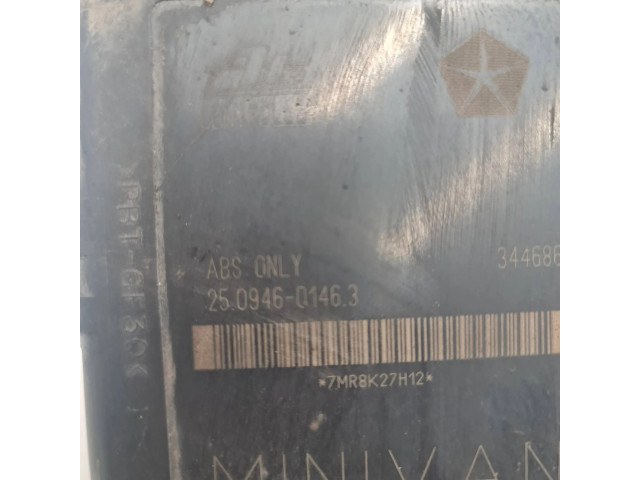 ABS ONLY
344686
25.0946-0146.3
*7MR8K27H12*
MINIVAN